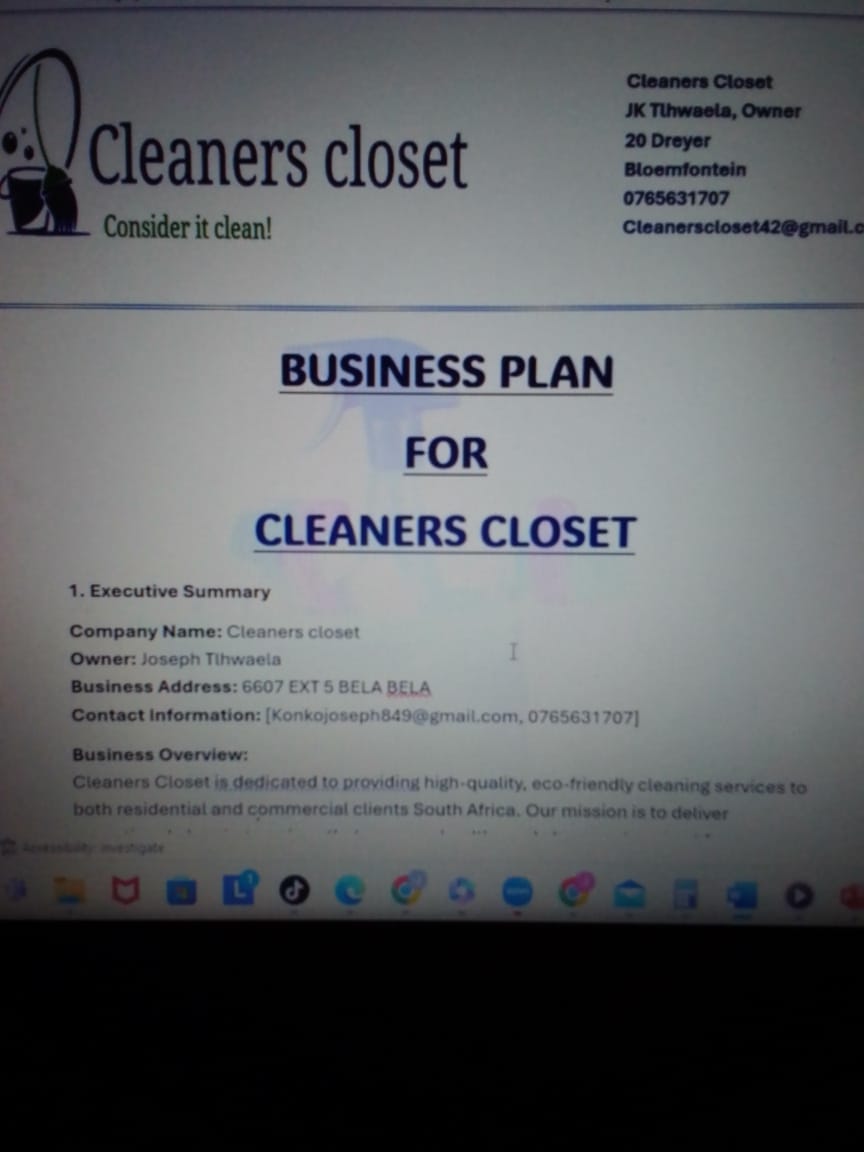 Cleaners closet
Consider it clean!
Cleaners Closet
JK Tlhwaela, Owner
20 Dreyer
Bloemfontein
0765631707
Cleanerscloset42@gmail.c
BUSINESS PLAN
FOR
CLEANERS CLOSET
1. Executive Summary
Company Name: Cleaners closet
Owner: Joseph Tlhwaela
Business Address: 6607 EXT 5 BELA BELA
Contact Information: [Konkojoseph849@gmail.com, 0765631707]
Business Overview:
Cleaners Closet is dedicated to providing high-quality, eco-friendly cleaning services to
both residential and commercial clients South Africa. Our mission is to deliver
Accessibility: Investigate